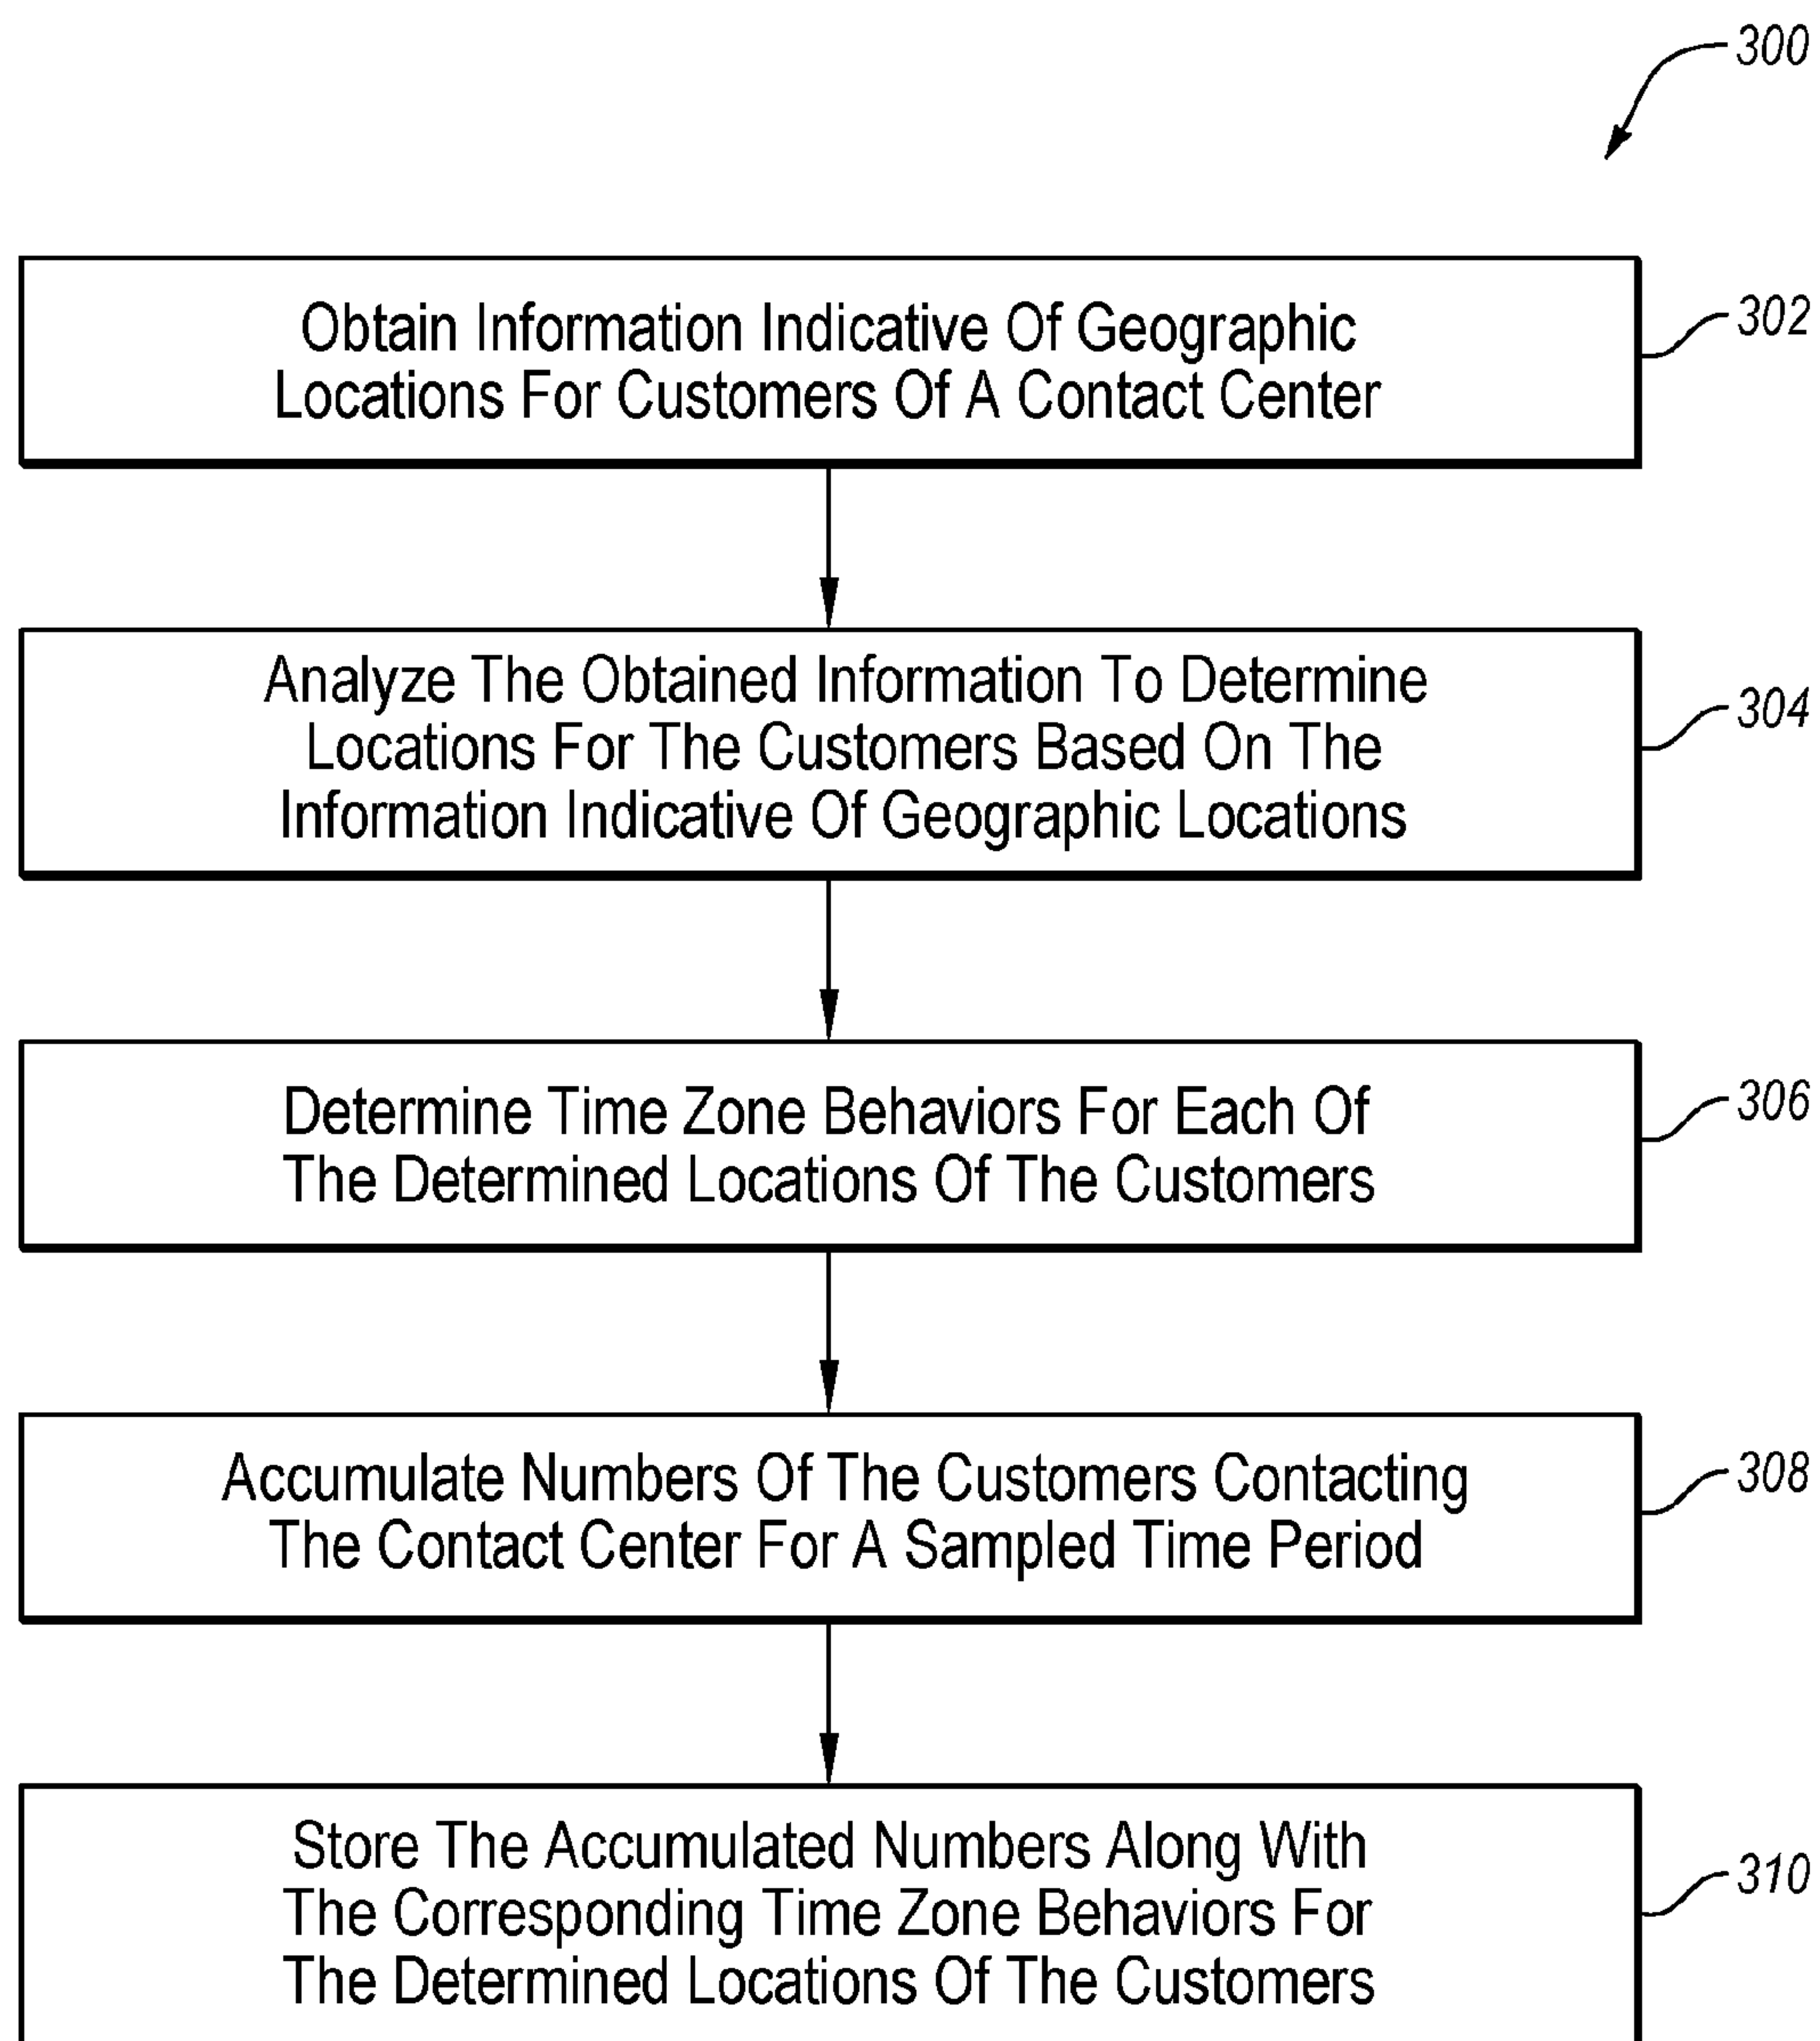 300
Obtain Information Indicative Of Geographic
Locations For Customers Of A Contact Center
302
Analyze The Obtained Information To Determine
Locations For The Customers Based On The
Information Indicative Of Geographic Locations
304
Determine Time Zone Behaviors For Each Of
The Determined Locations Of The Customers
306
Accumulate Numbers Of The Customers Contacting
The Contact Center For A Sampled Time Period
308
Store The Accumulated Numbers Along With
The Corresponding Time Zone Behaviors For
The Determined Locations Of The Customers
310